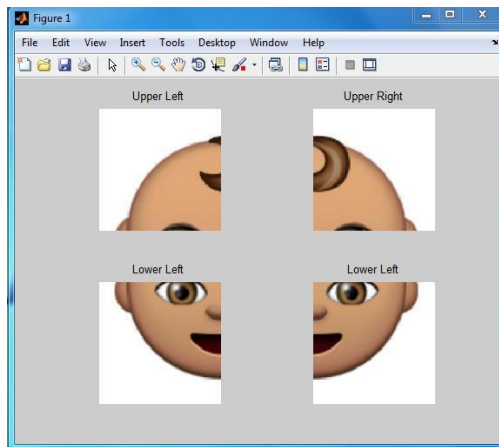 Figure 1
File Edit View Insert Tools Desktop Window Help
Upper Left Upper Right
Lower Left Lower Left